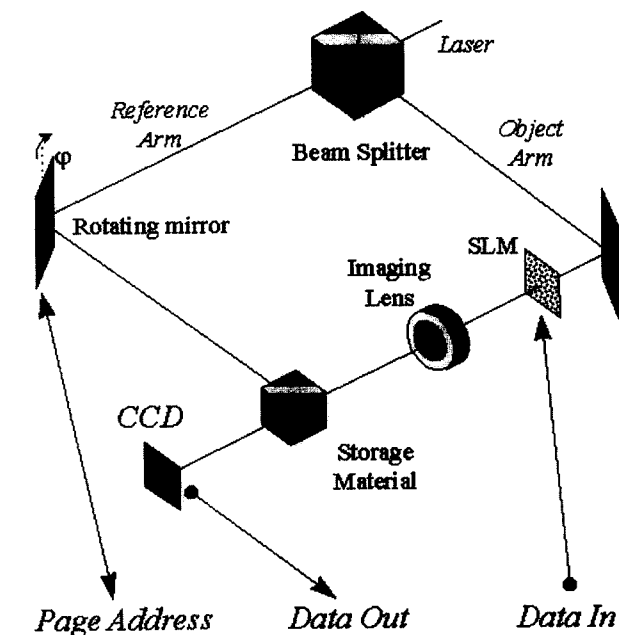 Laser
Reference
Arm
Object
Arm
Beam Splitter
φ
Rotating mirror
SLM
Imaging
Lens
CCD
Storage
Material
Page Address
Data Out
Data In